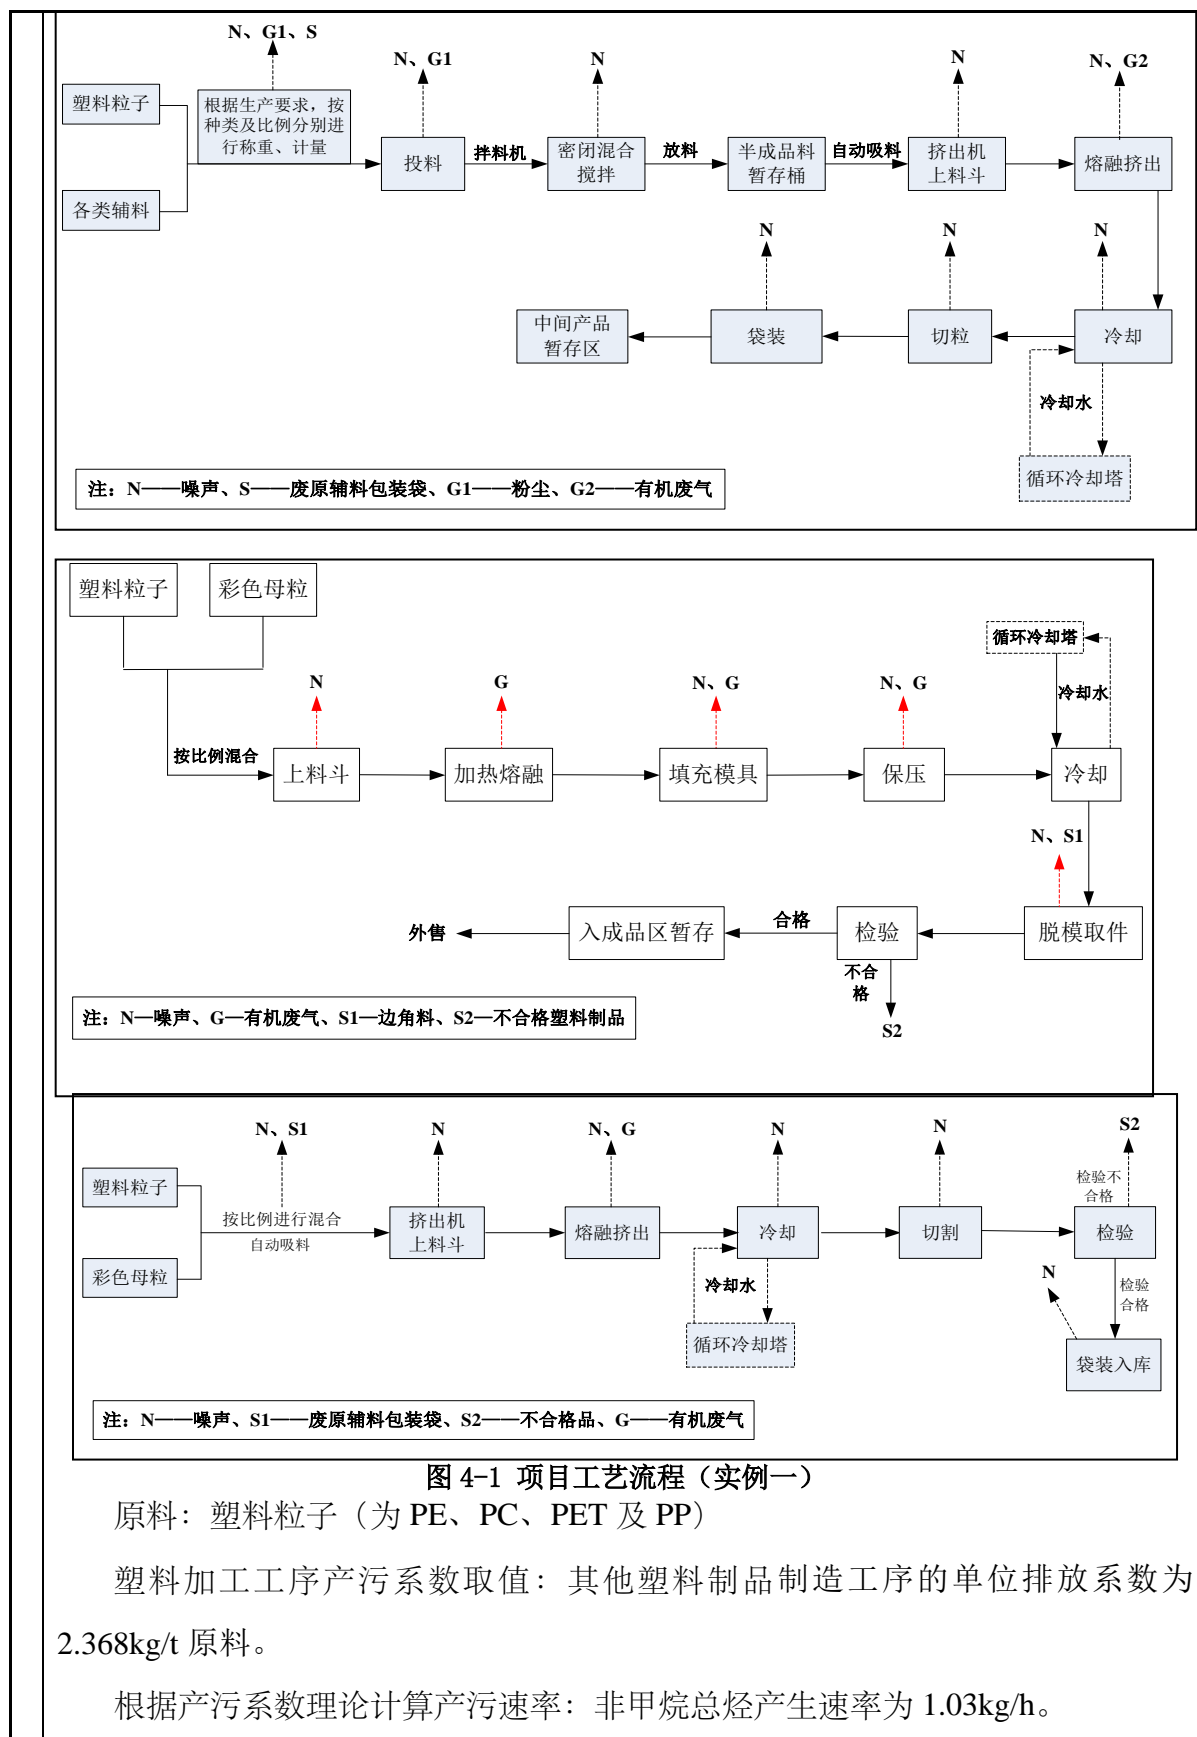 N、G1、S
N、G1
N
N
N、G2
塑料粒子
各类辅料
根据生产要求，按
种类及比例分别进
行称重、计量
投料
拌料机
密闭混合
搅拌
放料
半成品料
暂存桶
自动吸料
挤出机
上料斗
熔融挤出
N
N
N
中间产品
暂存区
袋装
切粒
冷却
冷却水
循环冷却塔
注：N——噪声、S——废原辅料包装袋、G1——粉尘、G2——有机废气
塑料粒子
彩色母粒
循环冷却塔
冷却水
N
G
N、G
N、G
按比例混合
上料斗
加热熔融
填充模具
保压
冷却
N、S1
外售
入成品区暂存
合格
检验
脱模取件
不合
格
S2
注：N—噪声、G—有机废气、S1—边角料、S2—不合格塑料制品
N、S1
N
N、G
N
N
S2
塑料粒子
彩色母粒
按比例进行混合
自动吸料
挤出机
上料斗
熔融挤出
冷却
切割
检验不
合格
检验
冷却水
循环冷却塔
N
检验
合格
袋装入库
注：N——噪声、S1——废原辅料包装袋、S2——不合格品、G——有机废气
图 4-1 项目工艺流程（实例一）
原料：塑料粒子（为 PE、PC、PET 及 PP）
塑料加工工序产污系数取值：其他塑料制品制造工序的单位排放系数为
2.368kg/t 原料。
根据产污系数理论计算产污速率：非甲烷总烃产生速率为 1.03kg/h。